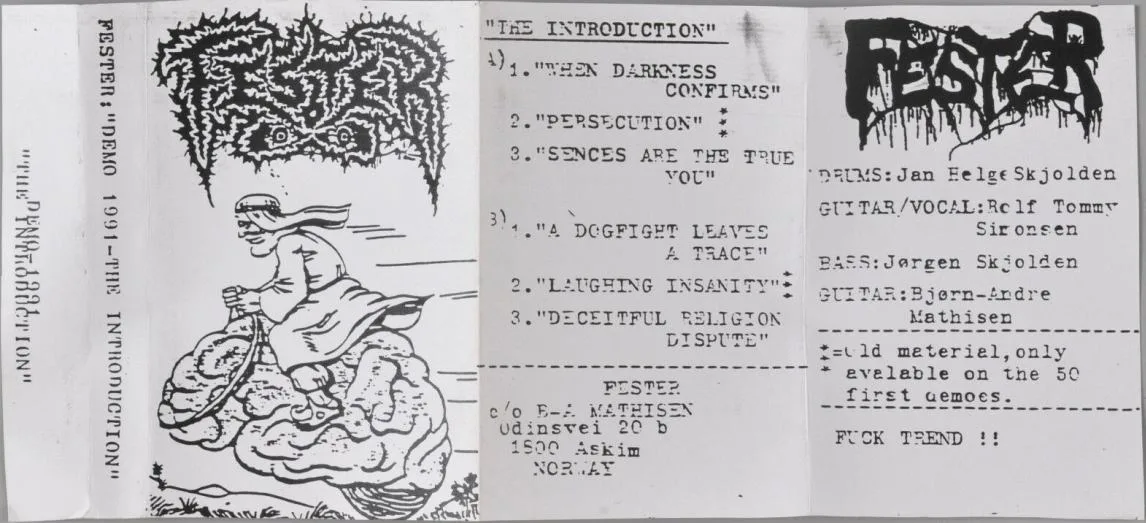 "THE INTRODUCTION"
DEMO-1991
FESTER; "DEMO 1991-THE INTRODUCTION"
FESTER
"THE INTRODUCTION"
A) 1."WHEN DARKNESS
CONFIRMS"
2."PERSECUTION" ***
3."SENCES ARE THE TRUE
YOU"
B) 1."A DOGFIGHT LEAVES
A TRACE"
2."LAUGHING INSANITY"***
3."DECEITFUL RELIGION
DISPUTE"
FESTER
c/o B-A MATHISEN
Odinsvei 20 b
1800 Askim
NORWAY
FESTER
DRUMS:Jan Helge Skjolden
GUITAR/VOCAL:Rolf Tommy
Simonsen
BASS:Jørgen Skjolden
GUITAR:Bjørn-Andre
Mathisen
***=old material,only
avelable on the 50
first demoes.
FUCK TREND !!